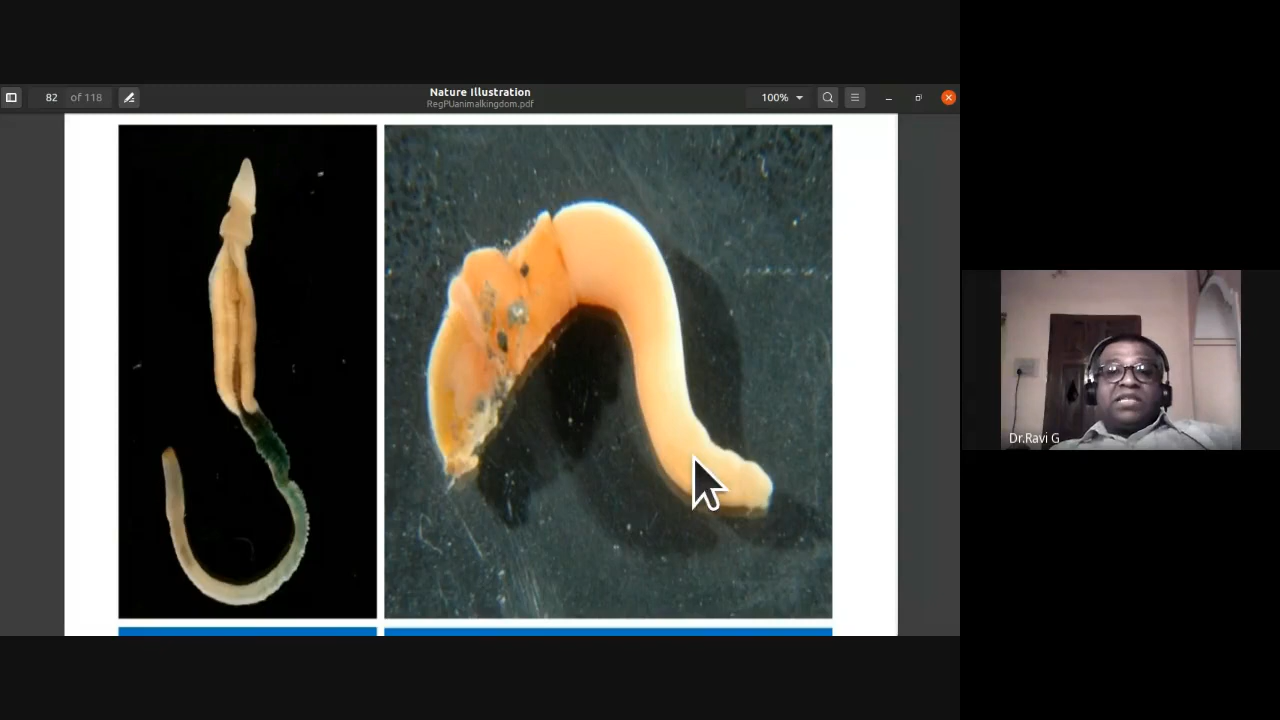 82 of 118
Nature Illustration
RegPUanimalkingdom.pdf
100%
Dr.Ravi G